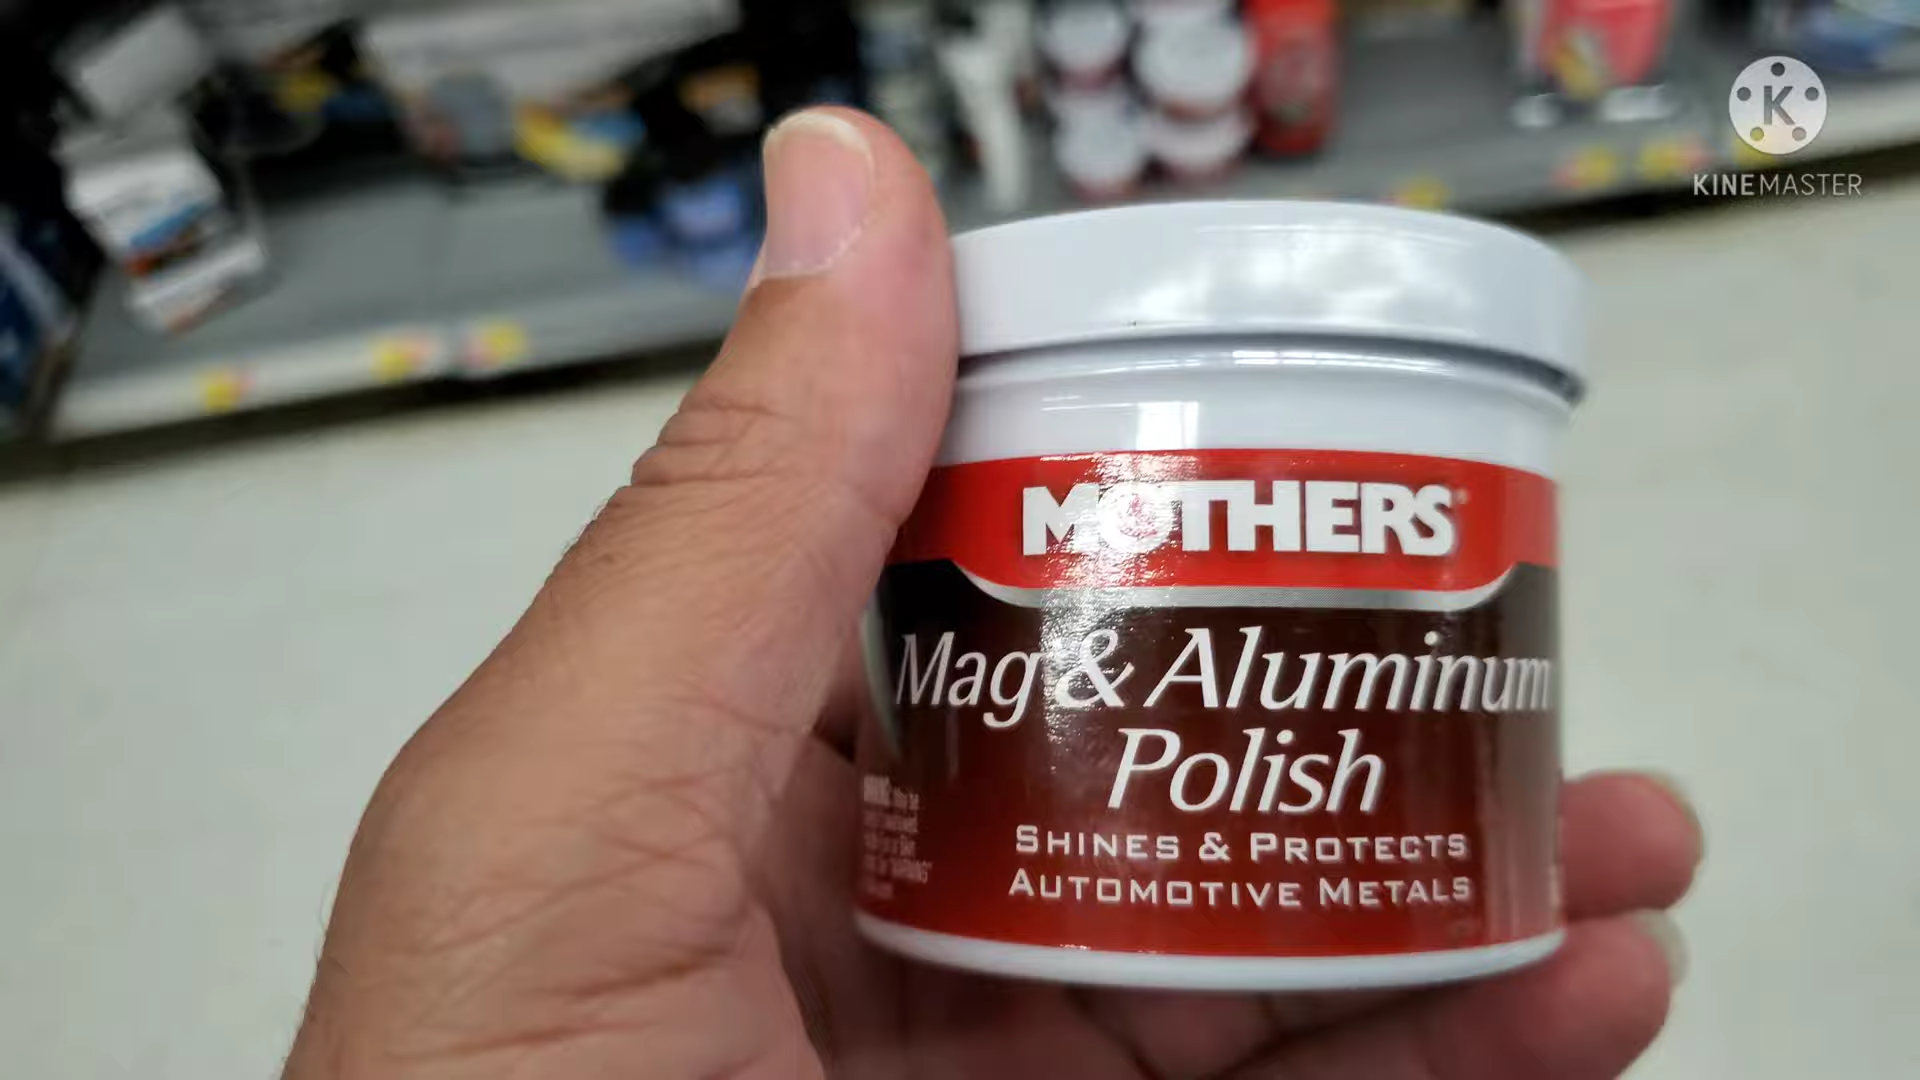 K
KINEMASTER
MOTHERS®
Mag & Aluminum
Polish
SHINES & PROTECTS
AUTOMOTIVE METALS